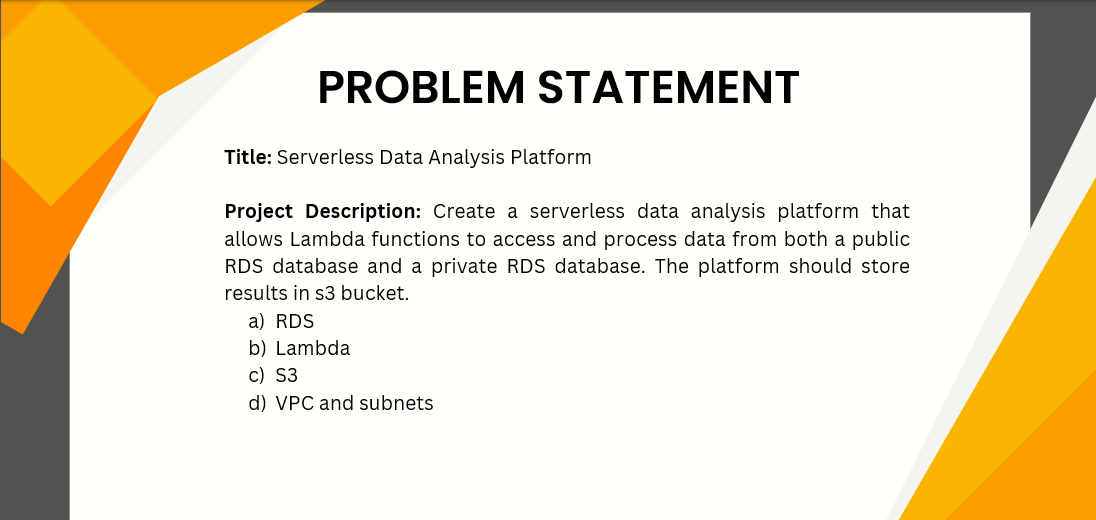 PROBLEM STATEMENT
Title: Serverless Data Analysis Platform
Project Description: Create a serverless data analysis platform that
allows Lambda functions to access and process data from both a public
RDS database and a private RDS database. The platform should store
results in s3 bucket.
a) RDS
b) Lambda
c) S3
d) VPC and subnets